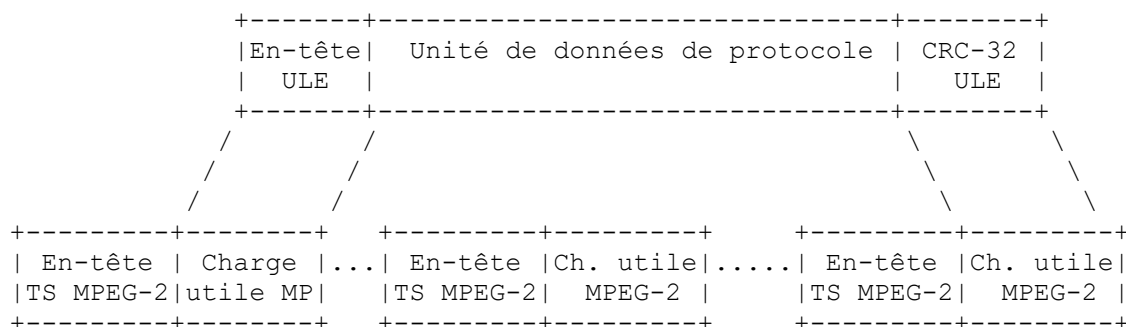 +-------+-------------------------------+--------+
|En-tête|  Unité de données de protocole | CRC-32 |
|  ULE  |                               |   ULE  |
+-------+-------------------------------+--------+
/       /                             \        \
/       /                               \        \
/       /                                 \        \
+---------+--------+   +---------+---------+     +---------+---------+
| En-tête | Charge |...| En-tête |Ch. utile|.....| En-tête |Ch. utile|
|TS MPEG-2|utile MP|   |TS MPEG-2|  MPEG-2 |     |TS MPEG-2|  MPEG-2 |
+---------+--------+   +---------+---------+     +---------+---------+